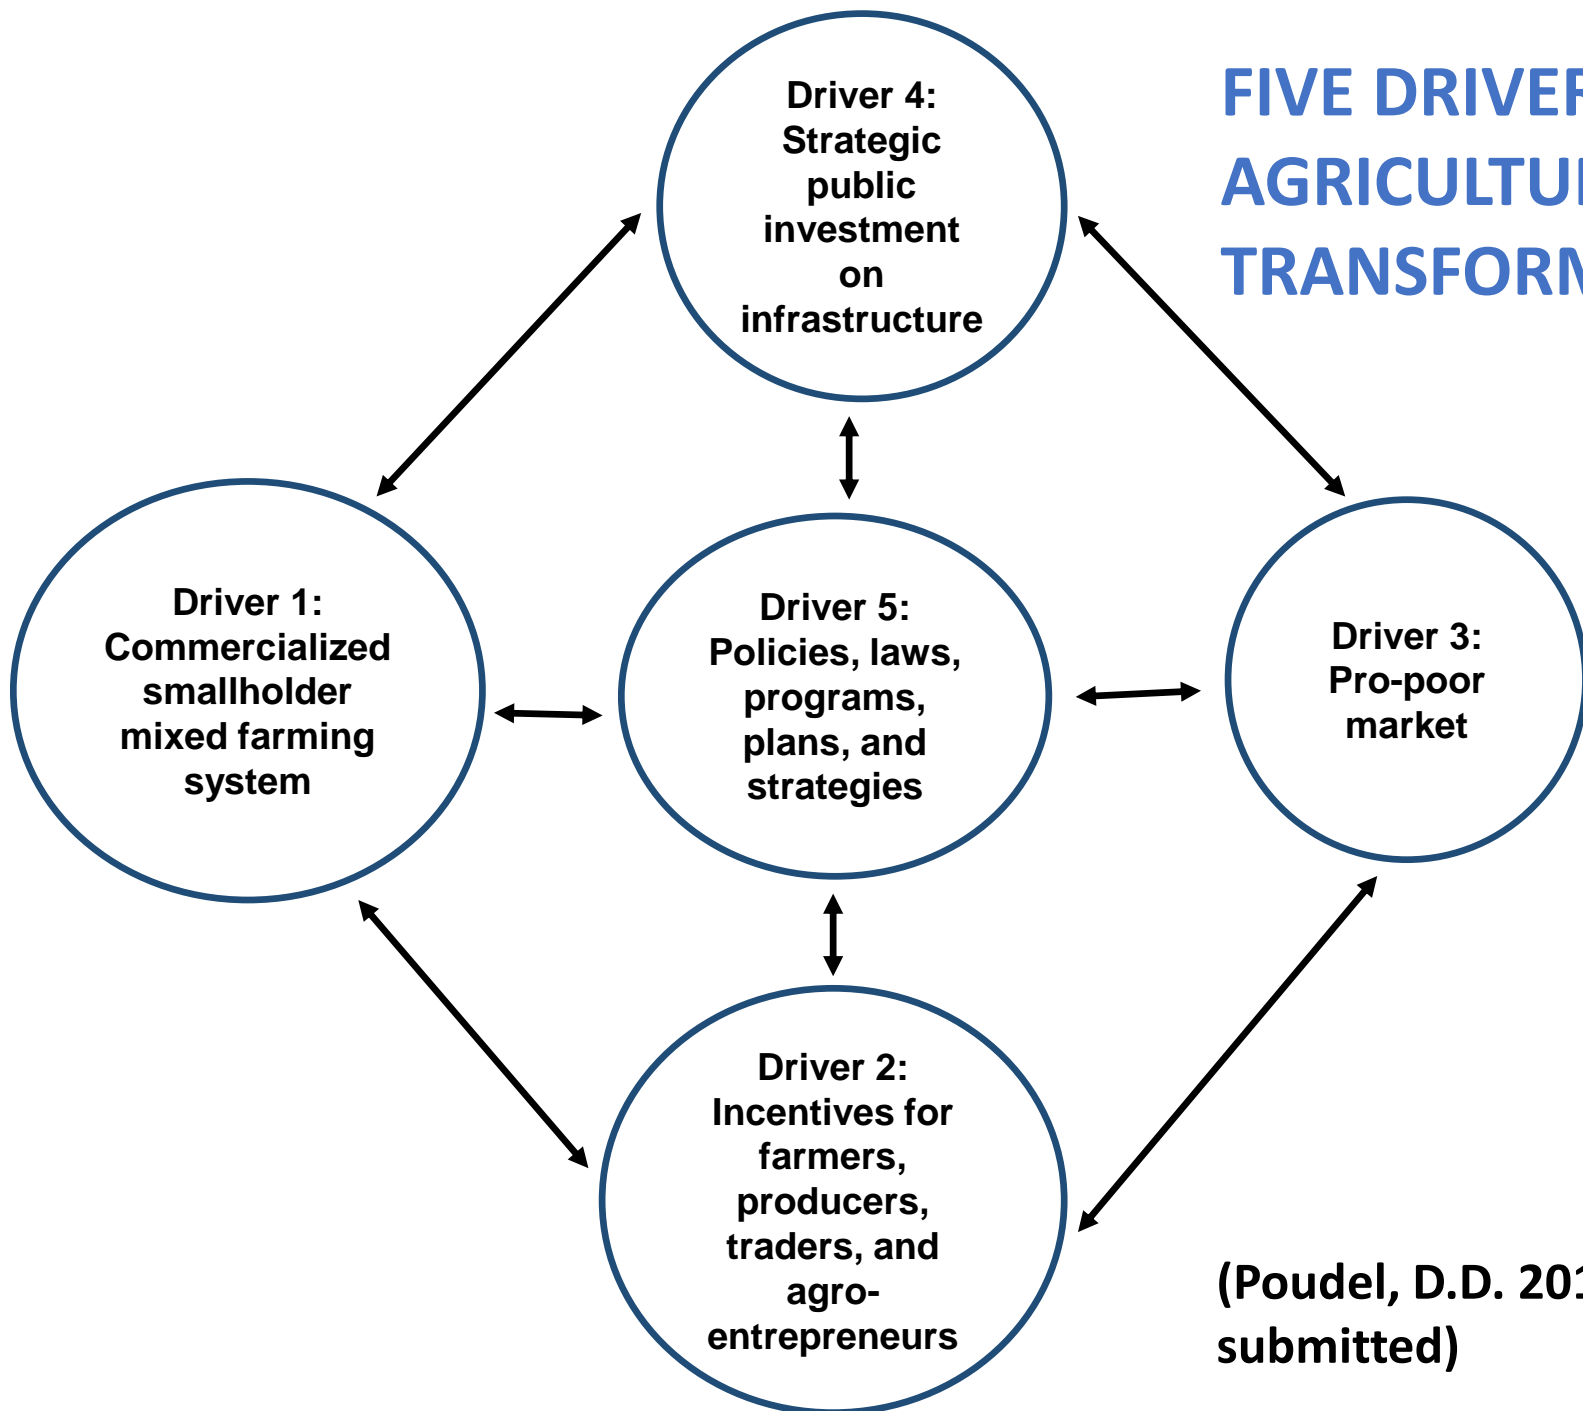 FIVE DRIVER
AGRICULTU
TRANSFORM
Driver 4:
Strategic
public
investment
on
infrastructure
Driver 1:
Commercialized
smallholder
mixed farming
system
Driver 5:
Policies, laws,
programs,
plans, and
strategies
Driver 3:
Pro-poor
market
Driver 2:
Incentives for
farmers,
producers,
traders, and
agro-
entrepreneurs
(Poudel, D.D. 201
submitted)